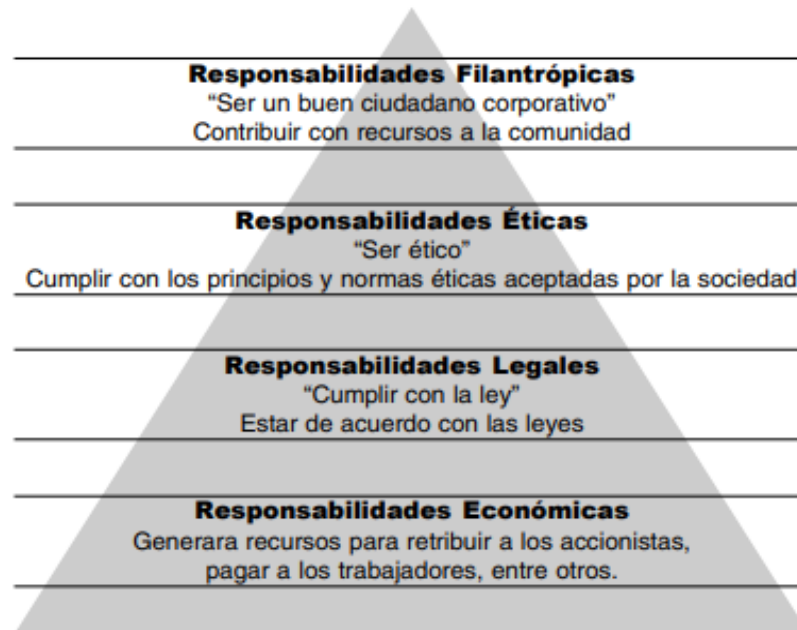 Responsabilidades Filantrópicas
“Ser un buen ciudadano corporativo”
Contribuir con recursos a la comunidad
Responsabilidades Éticas
“Ser ético”
Cumplir con los principios y normas éticas aceptadas por la sociedad
Responsabilidades Legales
“Cumplir con la ley”
Estar de acuerdo con las leyes
Responsabilidades Económicas
Generara recursos para retribuir a los accionistas,
pagar a los trabajadores, entre otros.